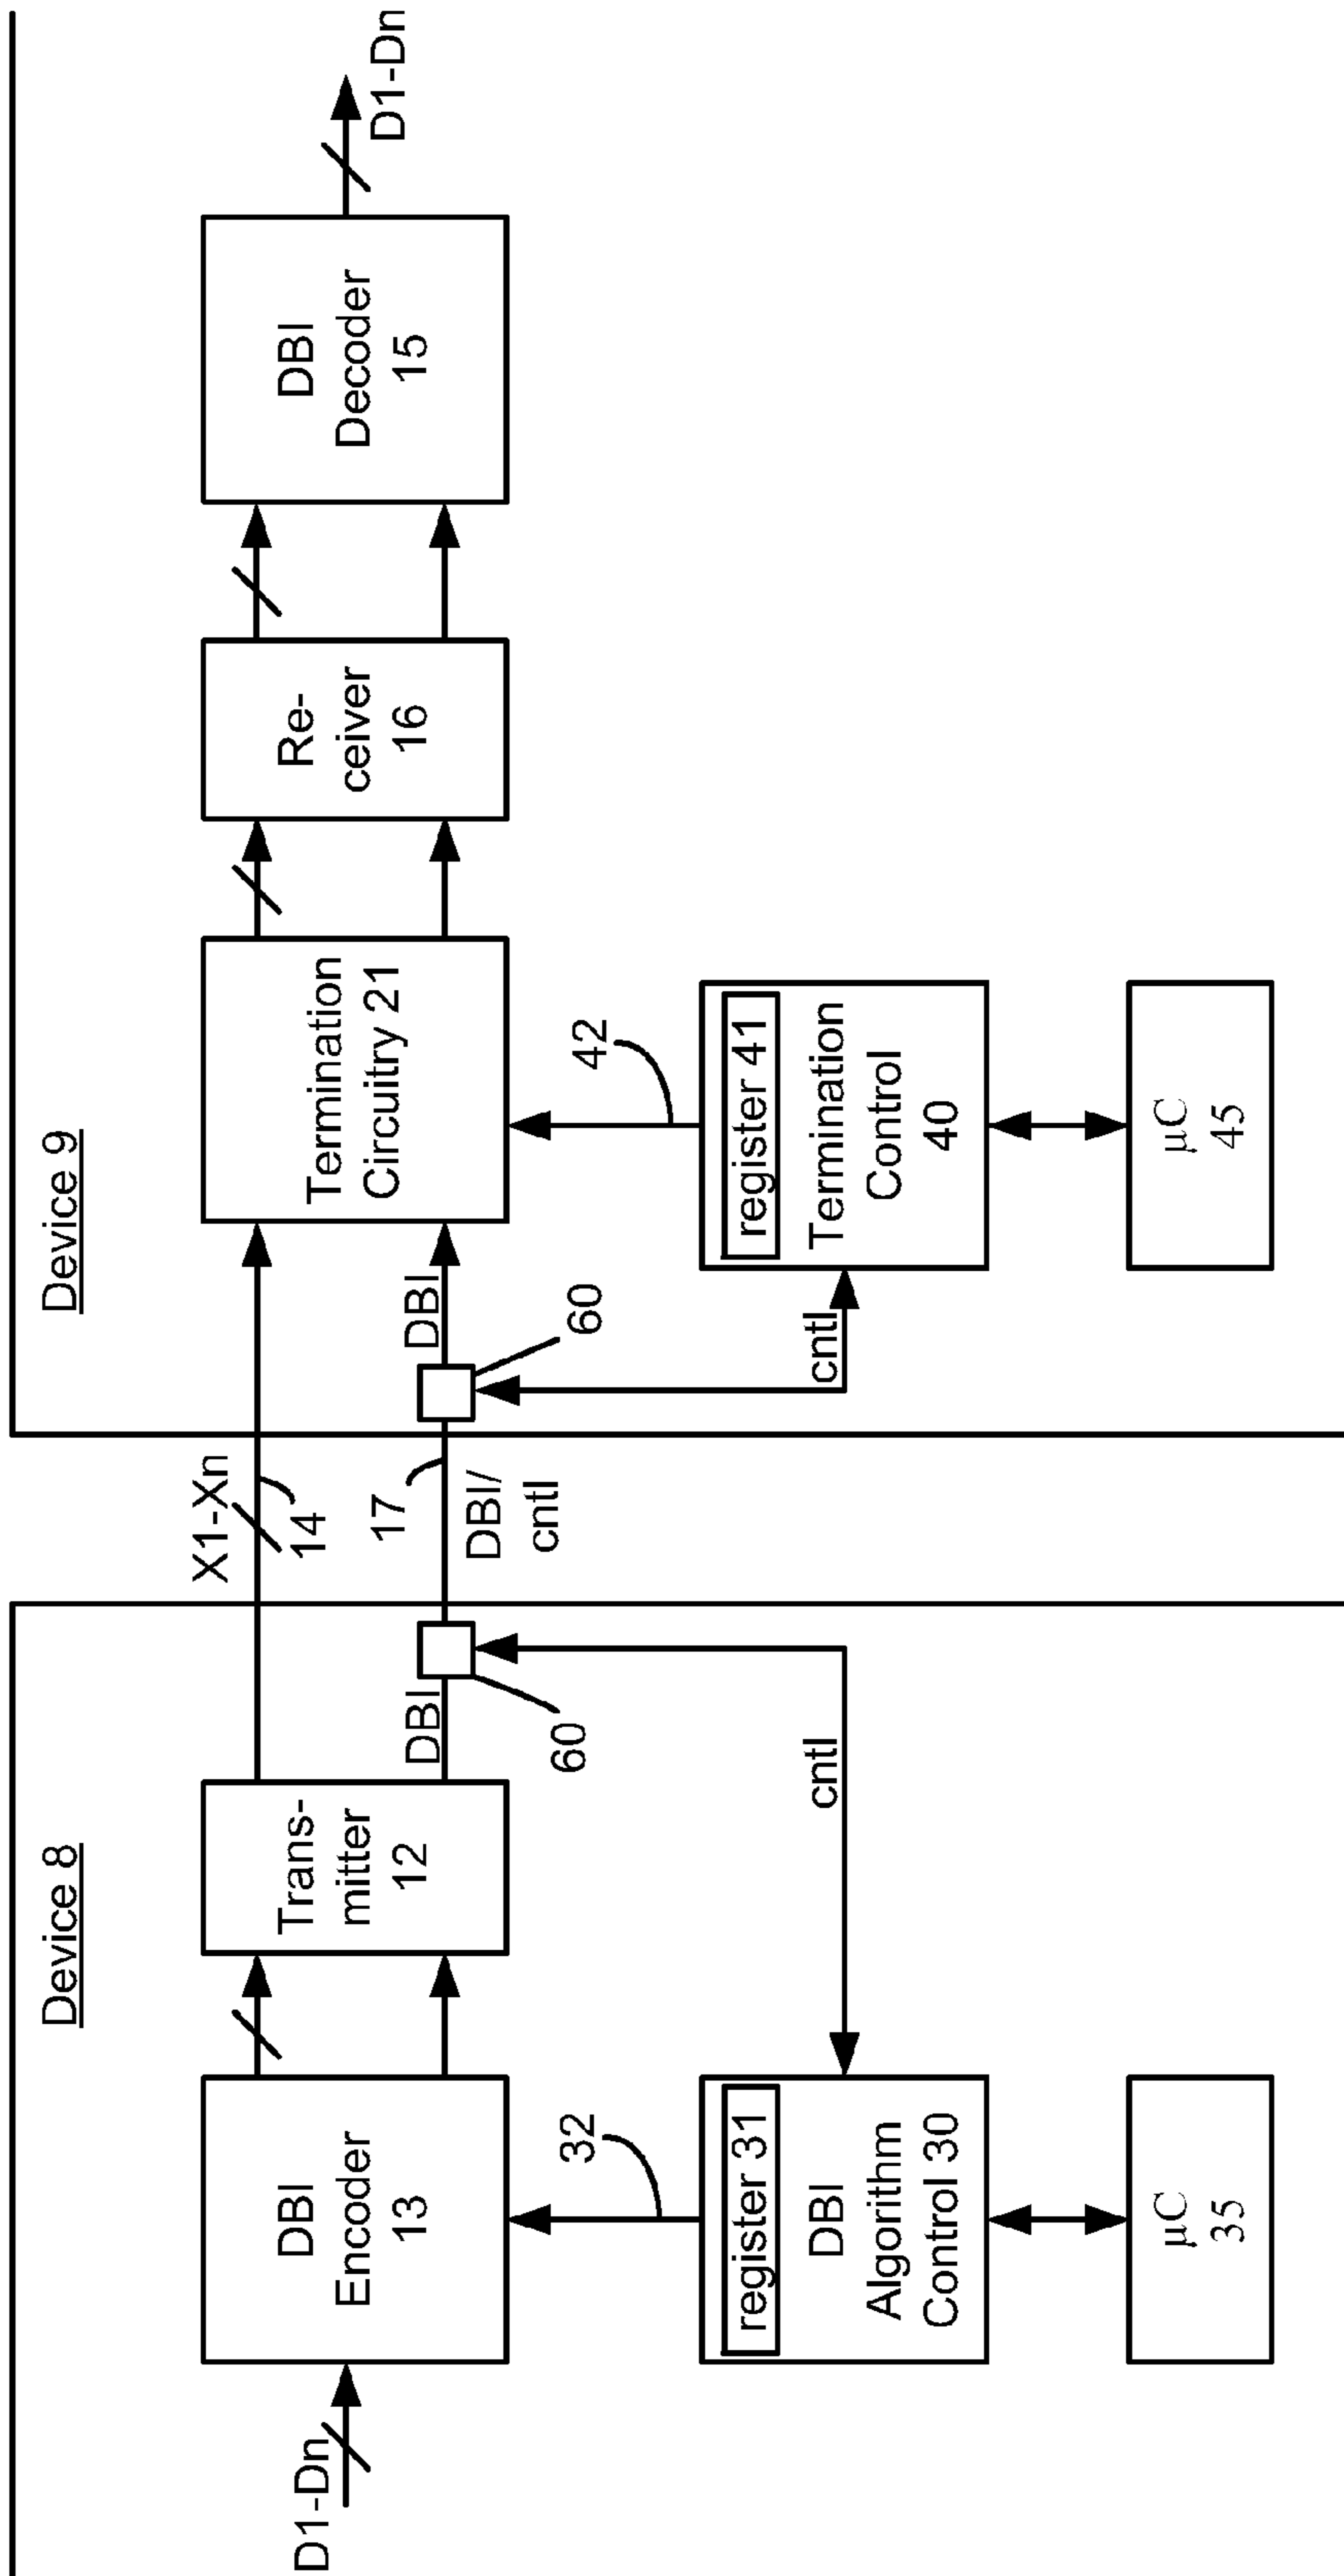 Device 8
D1-Dn
DBI
Encoder
13
Trans-
mitter
12
DBI
60
32
register 31
DBI
Algorithm
Control 30
cntl
μC
35
X1-Xn
14
17
DBI/
cntl
Device 9
DBI
60
Termination
Circuitry 21
Re-
ceiver
16
DBI
Decoder
15
D1-Dn
42
register 41
Termination
Control
40
cntl
μC
45